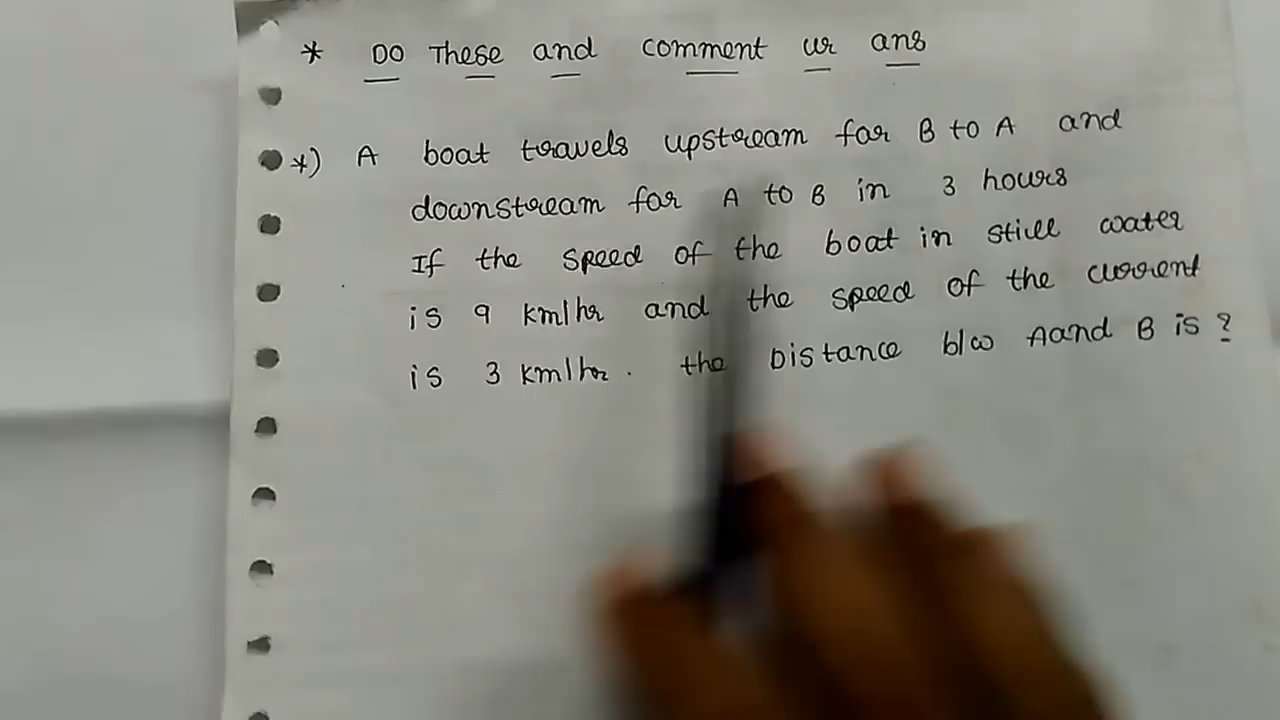 * DO These and comment ur ans
*) A boat travels upstream for B to A and
downstream for A to B in 3 hours
If the speed of the boat in still water
is 9 km/hr and the speed of the current
is 3 km/hr. the Distance b/w A and B is ?